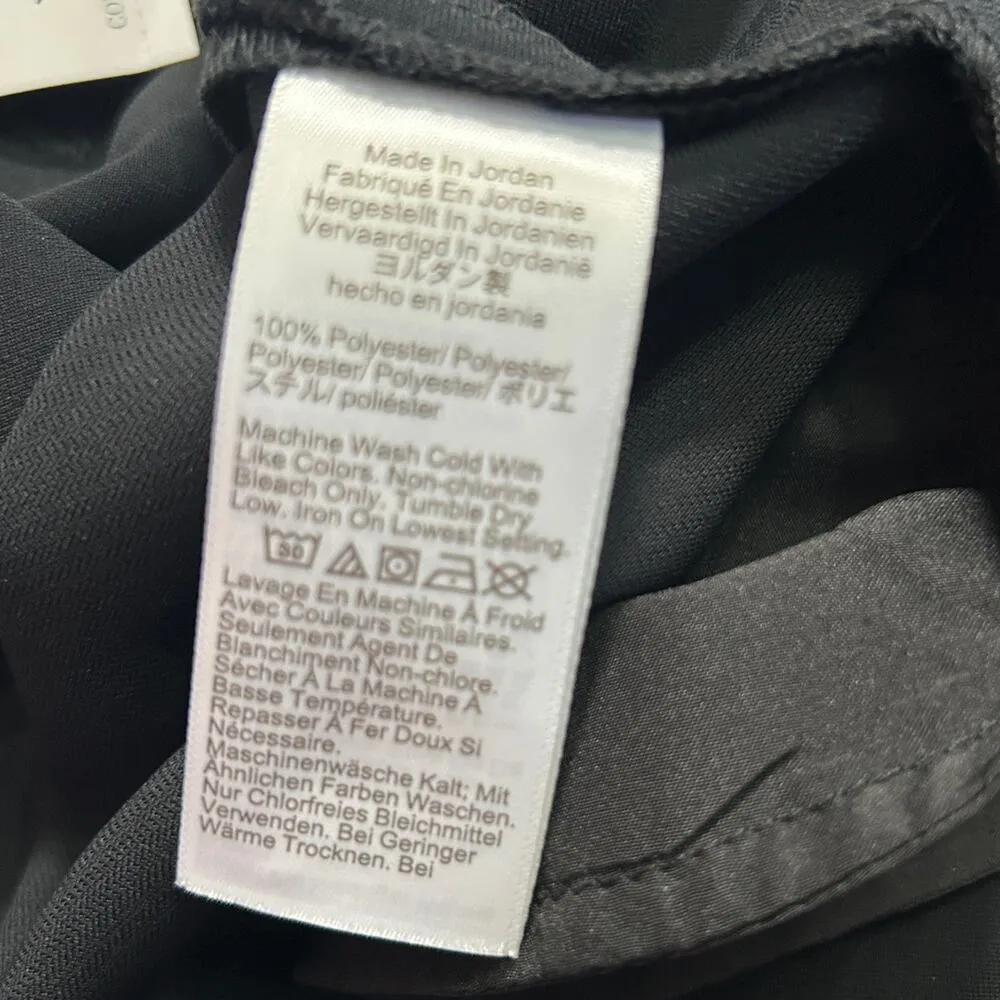 CO
Made In Jordan
Fabriqué En Jordanie
Hergestellt In Jordanien
Vervaardigd In Jordanië
ヨルダン製
hecho en jordania
100% Polyester/ Polyester/
Polyester/ Polyester/ ポリエ
ステル/ poliéster
Machine Wash Cold With
Like Colors. Non-chlorine
Bleach Only. Tumble Dry
Low. Iron On Lowest Setting.
30
Lavage En Machine À Froid
Avec Couleurs Similaires.
Seulement Agent De
Blanchiment Non-chlore.
Sécher À La Machine À
Basse Température.
Repasser À Fer Doux Si
Nécessaire.
Maschinenwäsche Kalt; Mit
Ähnlichen Farben Waschen.
Nur Chlorfreies Bleichmittel
Verwenden. Bei Geringer
Wärme Trocknen. Bei